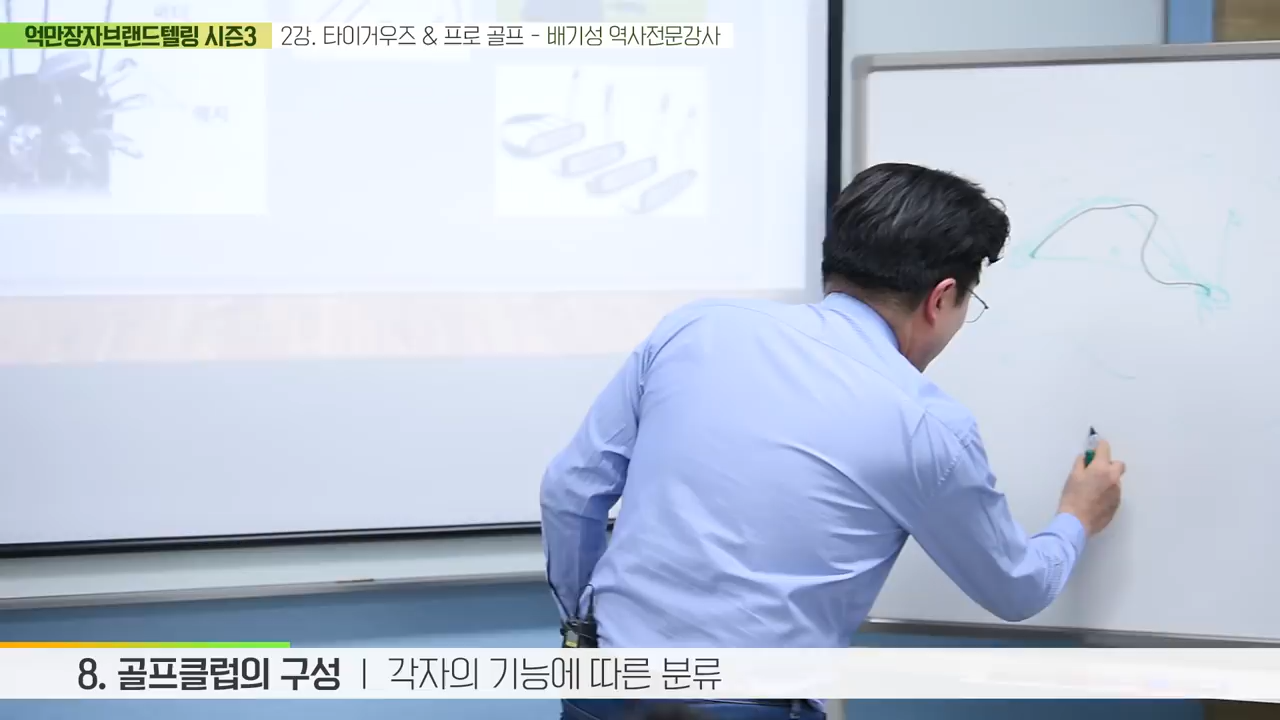 억만장자브랜드텔링 시즌3 2강. 타이거우즈 & 프로 골프 - 배기성 역사전문강사
8. 골프클럽의 구성 | 각자의 기능에 따른 분류